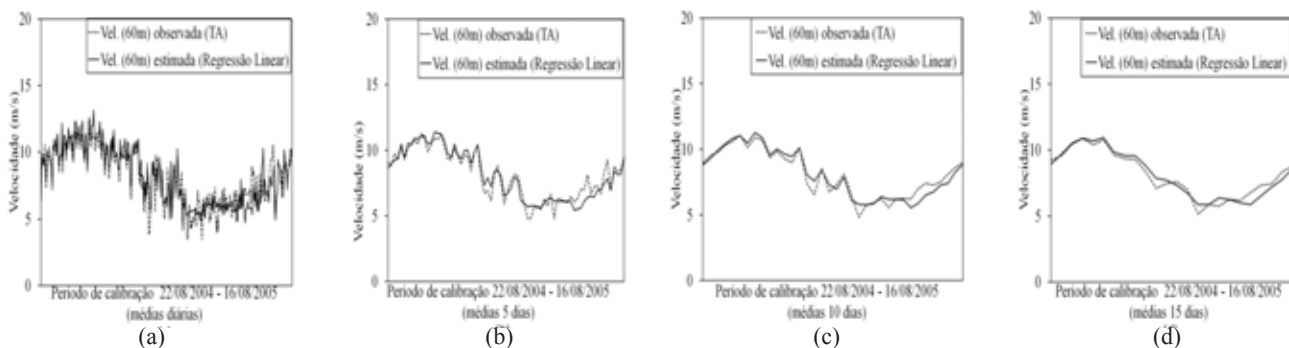 20
15
10
5
0
Velocidade (m/s)
Vel. (60m) observada (TA)
Vel. (60m) estimada (Regressão Linear)
Período de calibração 22/08/2004 - 16/08/2005
(médias diárias)
(a)
20
15
10
5
0
Velocidade (m/s)
Vel. (60m) observada (TA)
Vel. (60m) estimada (Regressão Linear)
Período de calibração 22/08/2004 - 16/08/2005
(médias 5 dias)
(b)
20
15
10
5
0
Velocidade (m/s)
Vel. (60m) observada (TA)
Vel. (60m) estimada (Regressão Linear)
Período de calibração 22/08/2004 - 16/08/2005
(médias 10 dias)
(c)
20
15
10
5
0
Velocidade (m/s)
Vel. (60m) observada (TA)
Vel. (60m) estimada (Regressão Linear)
Período de calibração 22/08/2004 - 16/08/2005
(médias 15 dias)
(d)